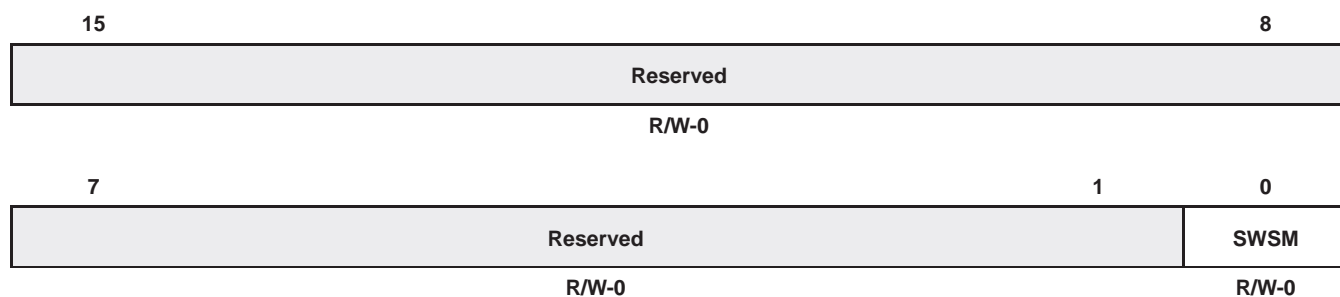 15 8
Reserved
R/W-0
7 1 0
Reserved SWSM
R/W-0 R/W-0